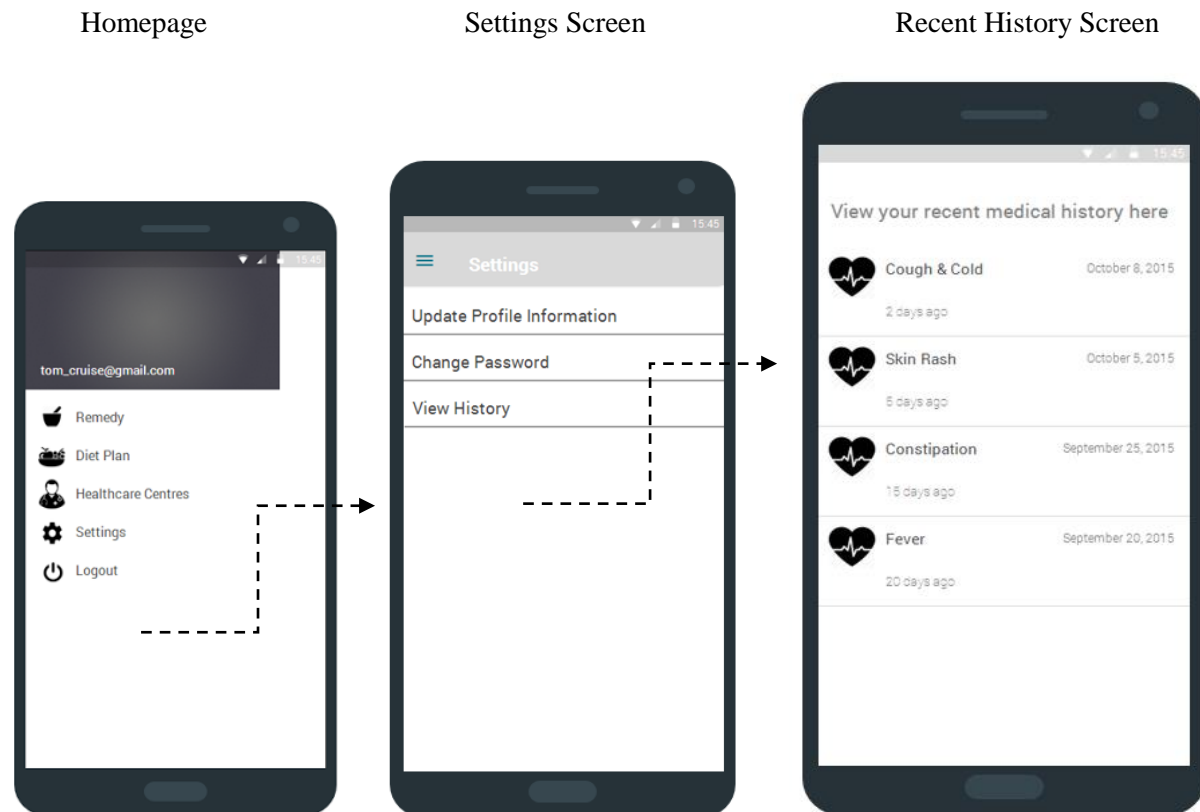 Homepage
Settings Screen
Recent History Screen
15:45
tom_cruise@gmail.com
Remedy
Diet Plan
Healthcare Centres
Settings
Logout
15:45
Settings
Update Profile Information
Change Password
View History
15:45
View your recent medical history here
Cough & Cold
October 8, 2015
2 days ago
Skin Rash
October 5, 2015
5 days ago
Constipation
September 25, 2015
15 days ago
Fever
September 20, 2015
20 days ago